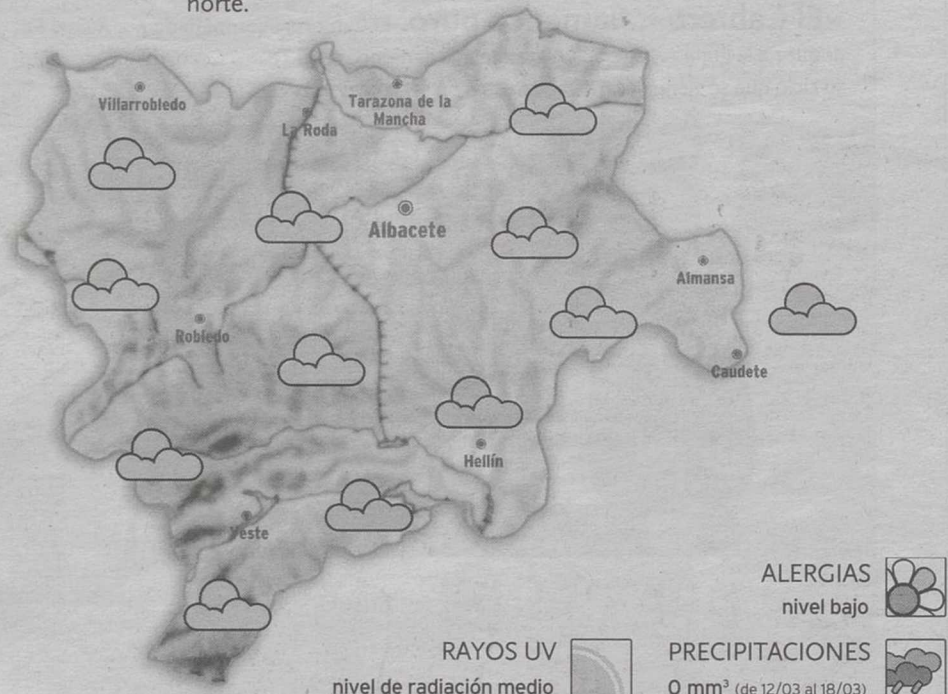 norte.
Villarrobledo
Tarazona de la
Mancha
La Roda
Albacete
Almansa
Robledo
Caudete
Hellín
Yeste
ALERGIAS
nivel bajo
RAYOS UV
nivel de radiación medio
PRECIPITACIONES
0 mm³ (de 12/03 al 18/03)